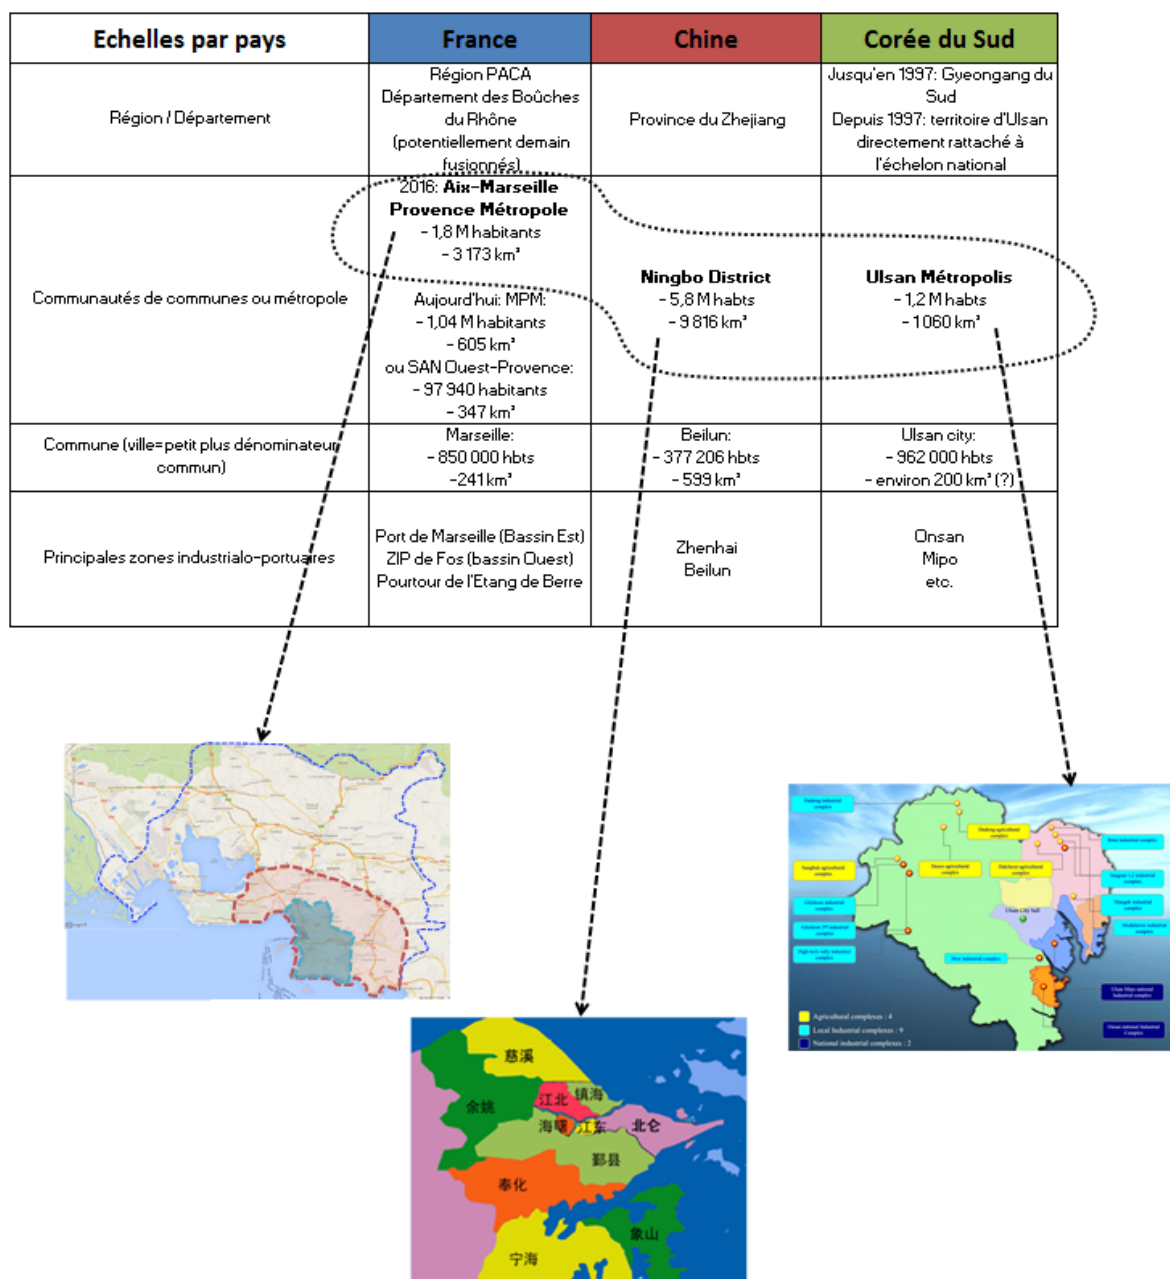 Echelles par pays
France
Chine
Corée du Sud
Région / Département
Région PACA
Département des Boûches
du Rhône
(potentiellement demain
fusionnés)
Province du Zhejiang
Jusqu'en 1997: Gyeongang du
Sud
Depuis 1997: territoire d'Ulsan
directement rattaché à
l'échelon national
Communautés de communes ou métropole
2016: Aix-Marseille
Provence Métropole
- 1,8 M habitants
- 3 173 km²
Aujourd'hui: MPM:
- 1,04 M habitants
- 605 km²
ou SAN Ouest-Provence:
- 97 940 habitants
- 347 km²
Ningbo District
- 5,8 M habts
- 9 816 km²
Ulsan Métropolis
- 1,2 M habts
- 1 060 km²
Commune (ville=petit plus dénominateur
commun)
Marseille:
- 850 000 hbts
-241 km²
Beilun:
- 377 206 hbts
- 599 km²
Ulsan city:
- 962 000 hbts
- environ 200 km² (?)
Principales zones industrialo-portuaires
Port de Marseille (Bassin Est)
ZIP de Fos (bassin Ouest)
Pourtour de l'Etang de Berre
Zhenhai
Beilun
Onsan
Mipo
etc.
Ulsan City hall
Agricultural complexes : 4
Local Industrial complexes : 9
National industrial complexes : 2
慈溪
余姚
江北
镇海
海曙
江东
北仑
鄞县
奉化
象山
宁海